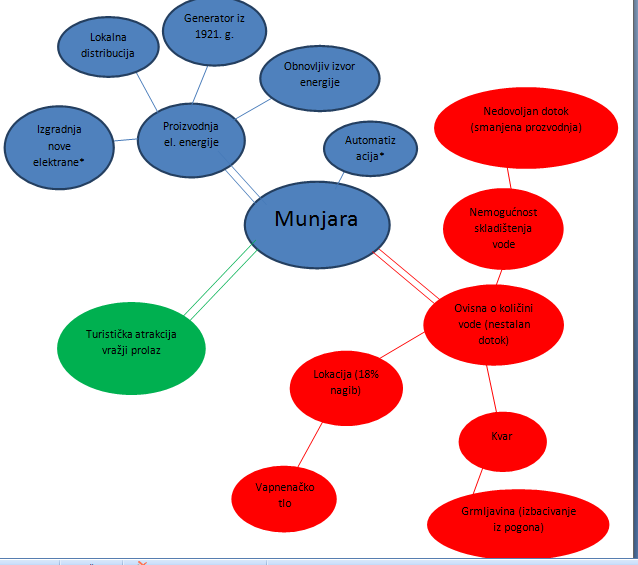 Generator iz
1921. g.
Lokalna
distribucija
Obnovljiv izvor
energije
Izgradnja
nove
elektrane*
Proizvodnja
el. energije
Automatiz
acija*
Nedovoljan dotok
(smanjena prozvodnja)
Munjara
Nemogućnost
skladištenja
vode
Ovisna o količini
vode (nestalan
dotok)
Turistička atrakcija
vražji prolaz
Lokacija (18%
nagib)
Kvar
Vapnenačko
tlo
Grmljavina (izbacivanje
iz pogona)